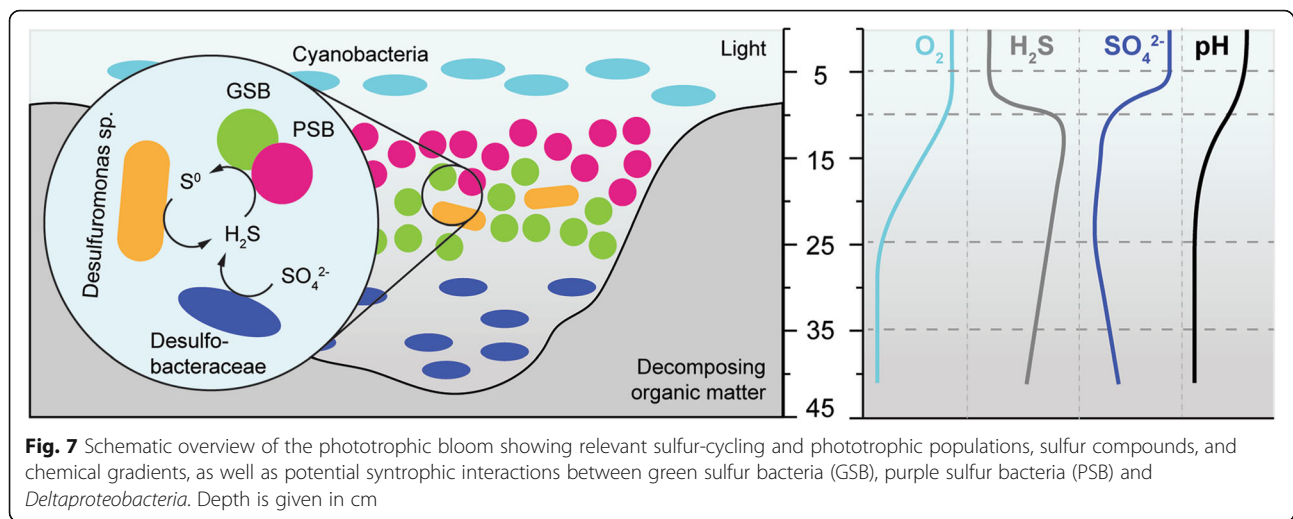 Cyanobacteria
Light
GSB
PSB
Desulfuromonas sp.
S⁰
H₂S
SO₄²⁻
Desulfo-
bacteraceae
Decomposing
organic matter
5
10
15
25
35
45
O₂
H₂S
SO₄²⁻
pH
Fig. 7 Schematic overview of the phototrophic bloom showing relevant sulfur-cycling and phototrophic populations, sulfur compounds, and
chemical gradients, as well as potential syntrophic interactions between green sulfur bacteria (GSB), purple sulfur bacteria (PSB) and
Deltaproteobacteria. Depth is given in cm